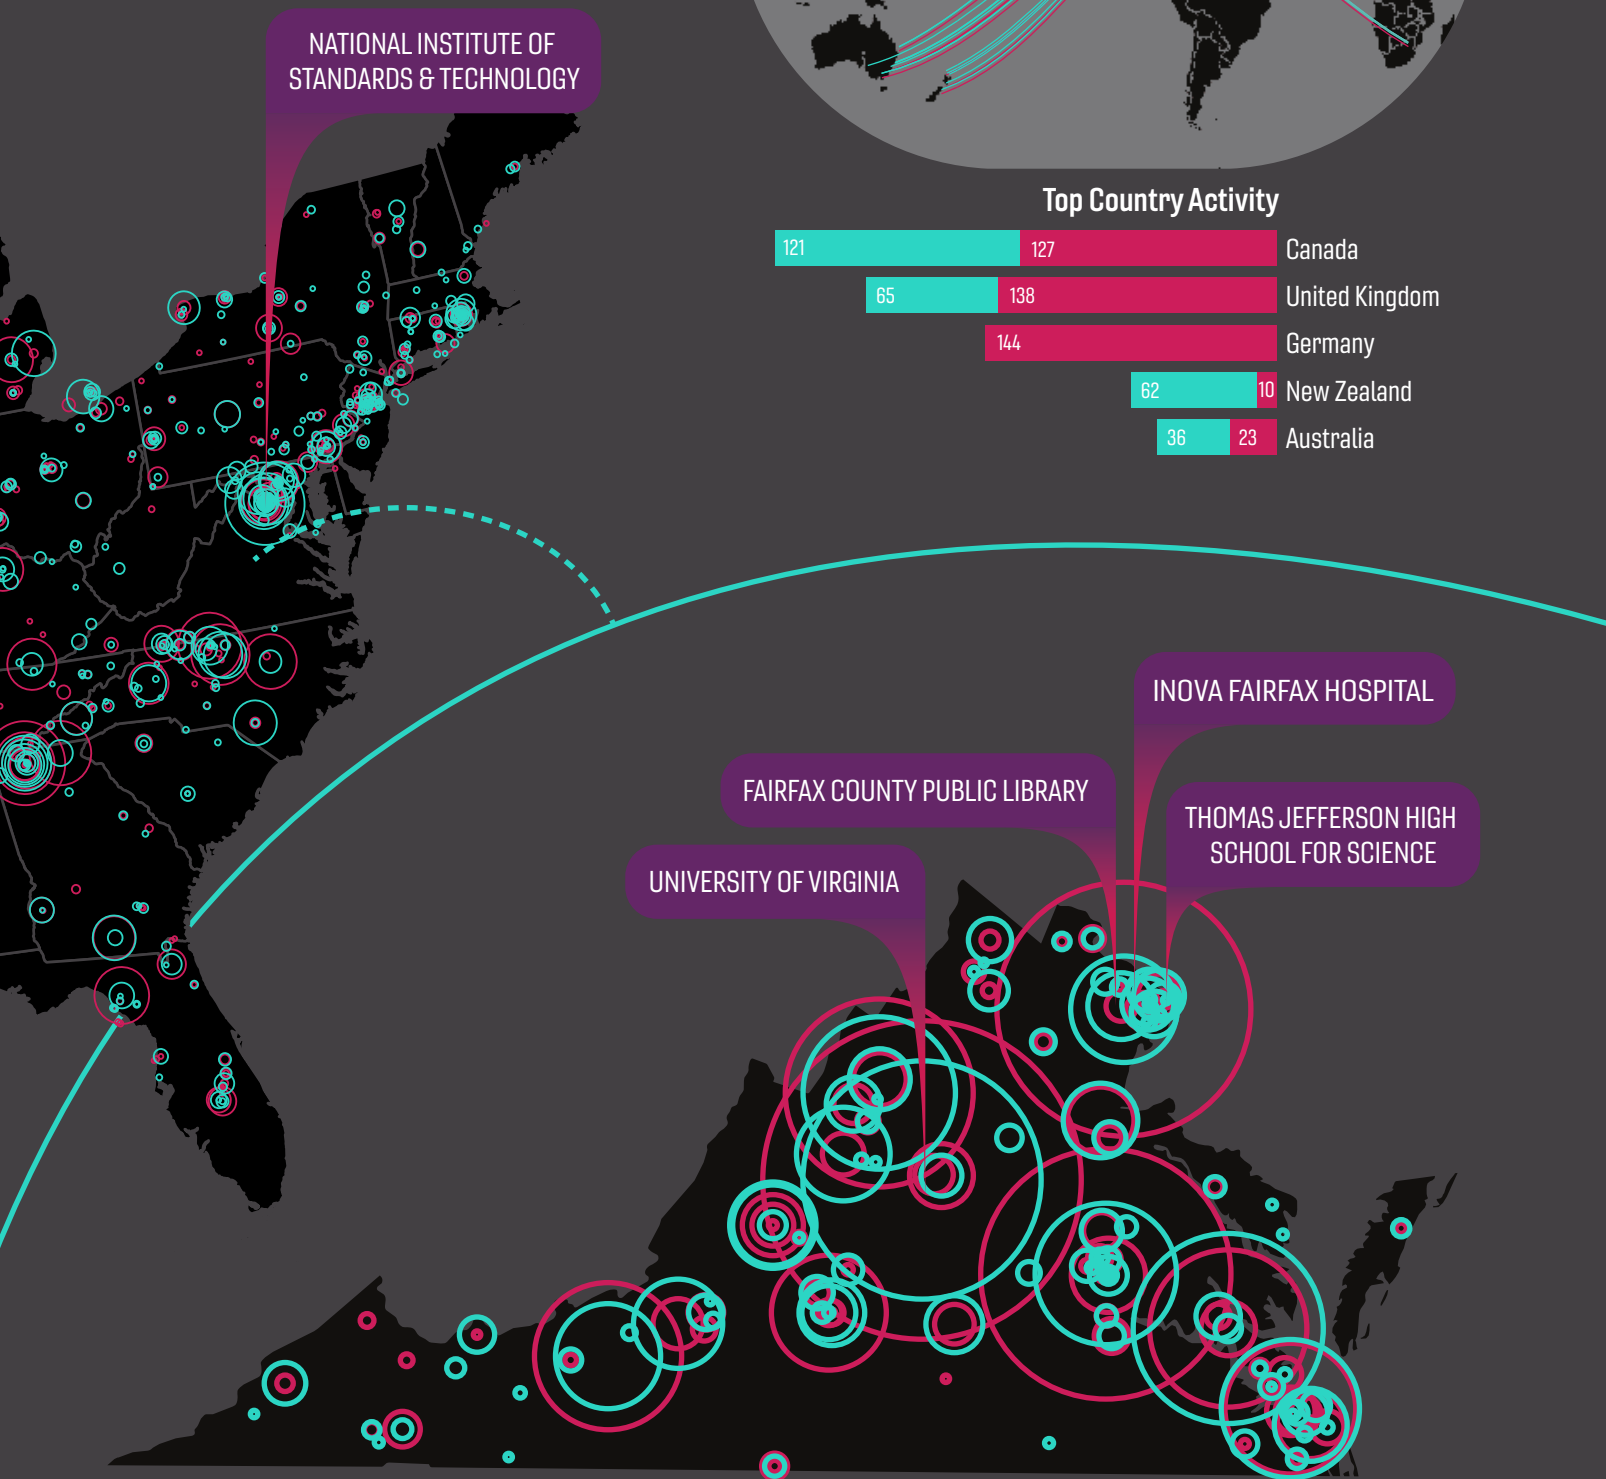 NATIONAL INSTITUTE OF
STANDARDS & TECHNOLOGY
Top Country Activity
121 127 Canada
65 138 United Kingdom
144 Germany
62 10 New Zealand
36 23 Australia
INOVA FAIRFAX HOSPITAL
FAIRFAX COUNTY PUBLIC LIBRARY
THOMAS JEFFERSON HIGH
SCHOOL FOR SCIENCE
UNIVERSITY OF VIRGINIA